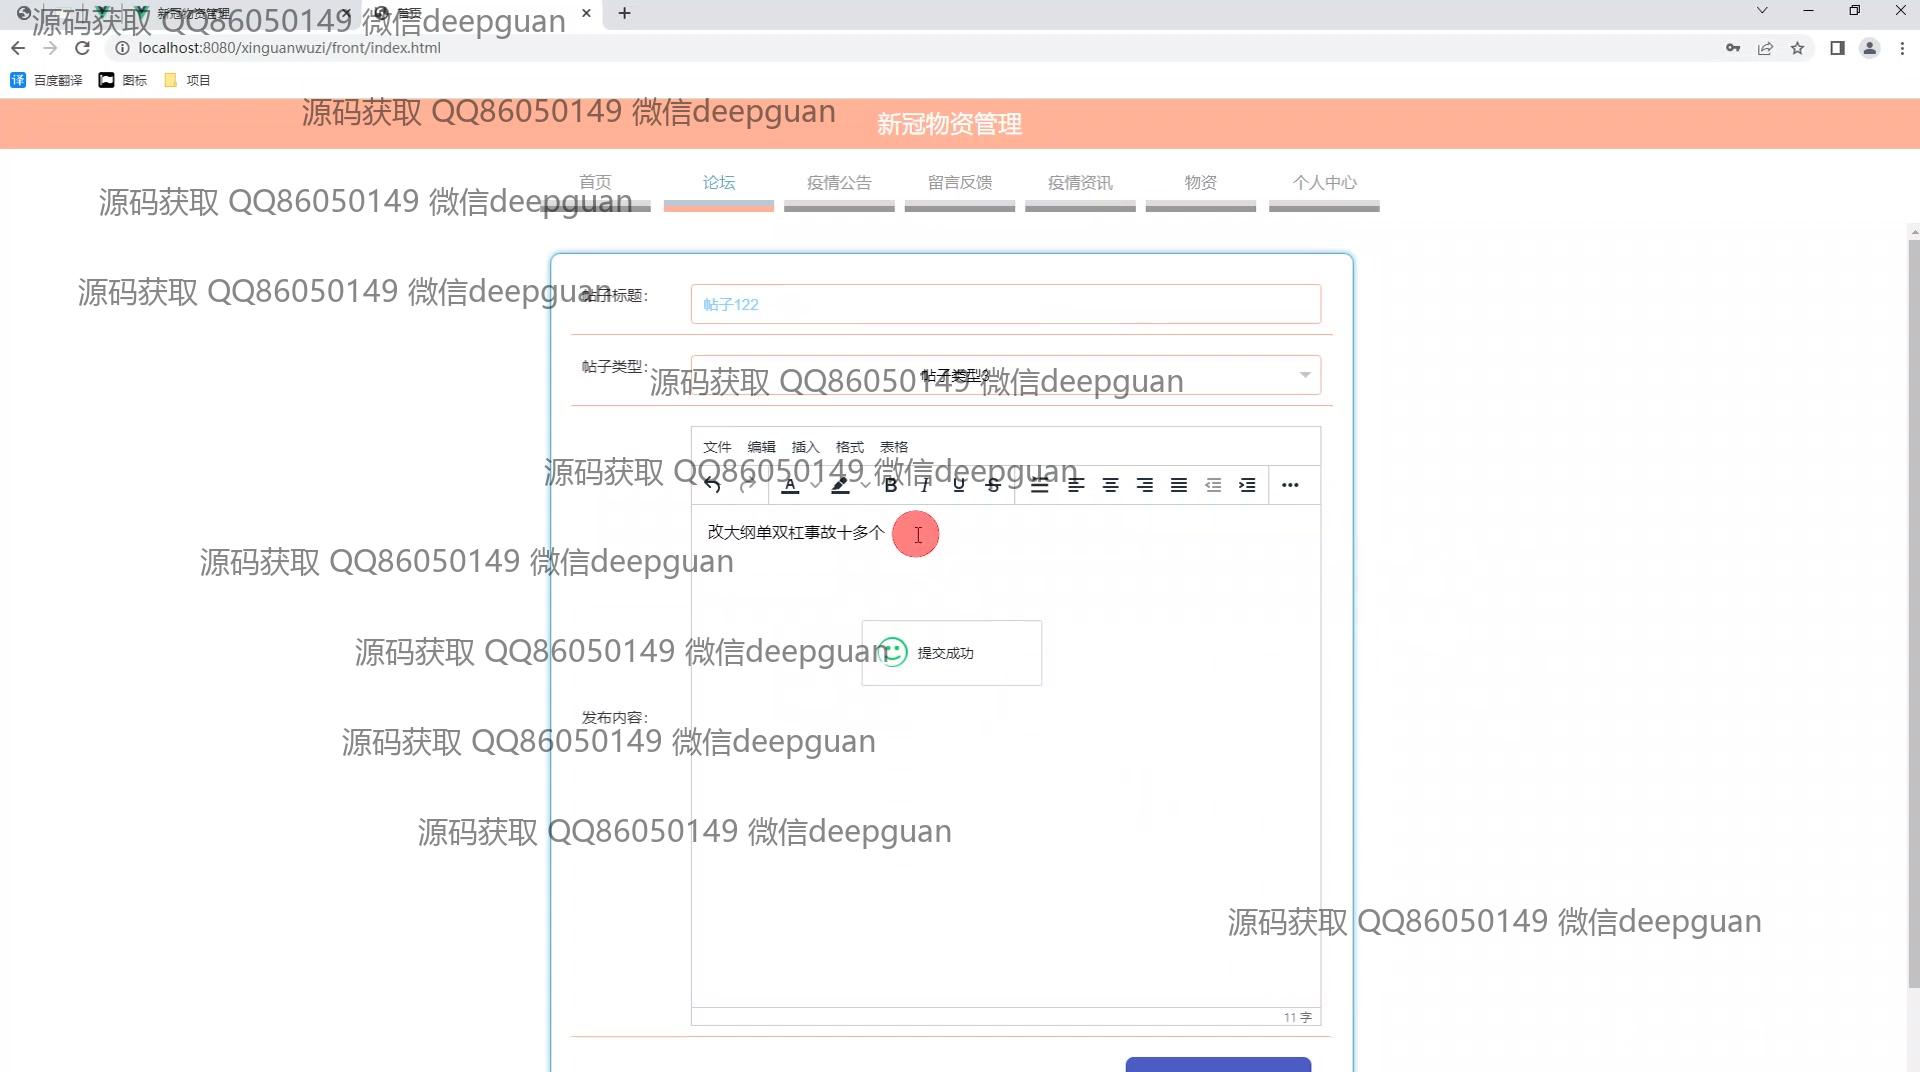 新冠物资管理
首页
源码获取 QQ86050149 微信deepguan
localhost:8080/xinguanwuzi/front/index.html
百度翻译 图标 项目
源码获取 QQ86050149 微信deepguan
新冠物资管理
首页 论坛 疫情公告 留言反馈 疫情资讯 物资 个人中心
源码获取 QQ86050149 微信deepguan
源码获取 QQ86050149 微信deepguan
帖子标题：
帖子122
帖子类型：
帖子类型3
源码获取 QQ86050149 微信deepguan
文件 编辑 插入 格式 表格
源码获取 QQ86050149 微信deepguan
改大纲单双杠事故十多个
源码获取 QQ86050149 微信deepguan
源码获取 QQ86050149 微信deepguan
提交成功
发布内容：
源码获取 QQ86050149 微信deepguan
源码获取 QQ86050149 微信deepguan
源码获取 QQ86050149 微信deepguan
11 字